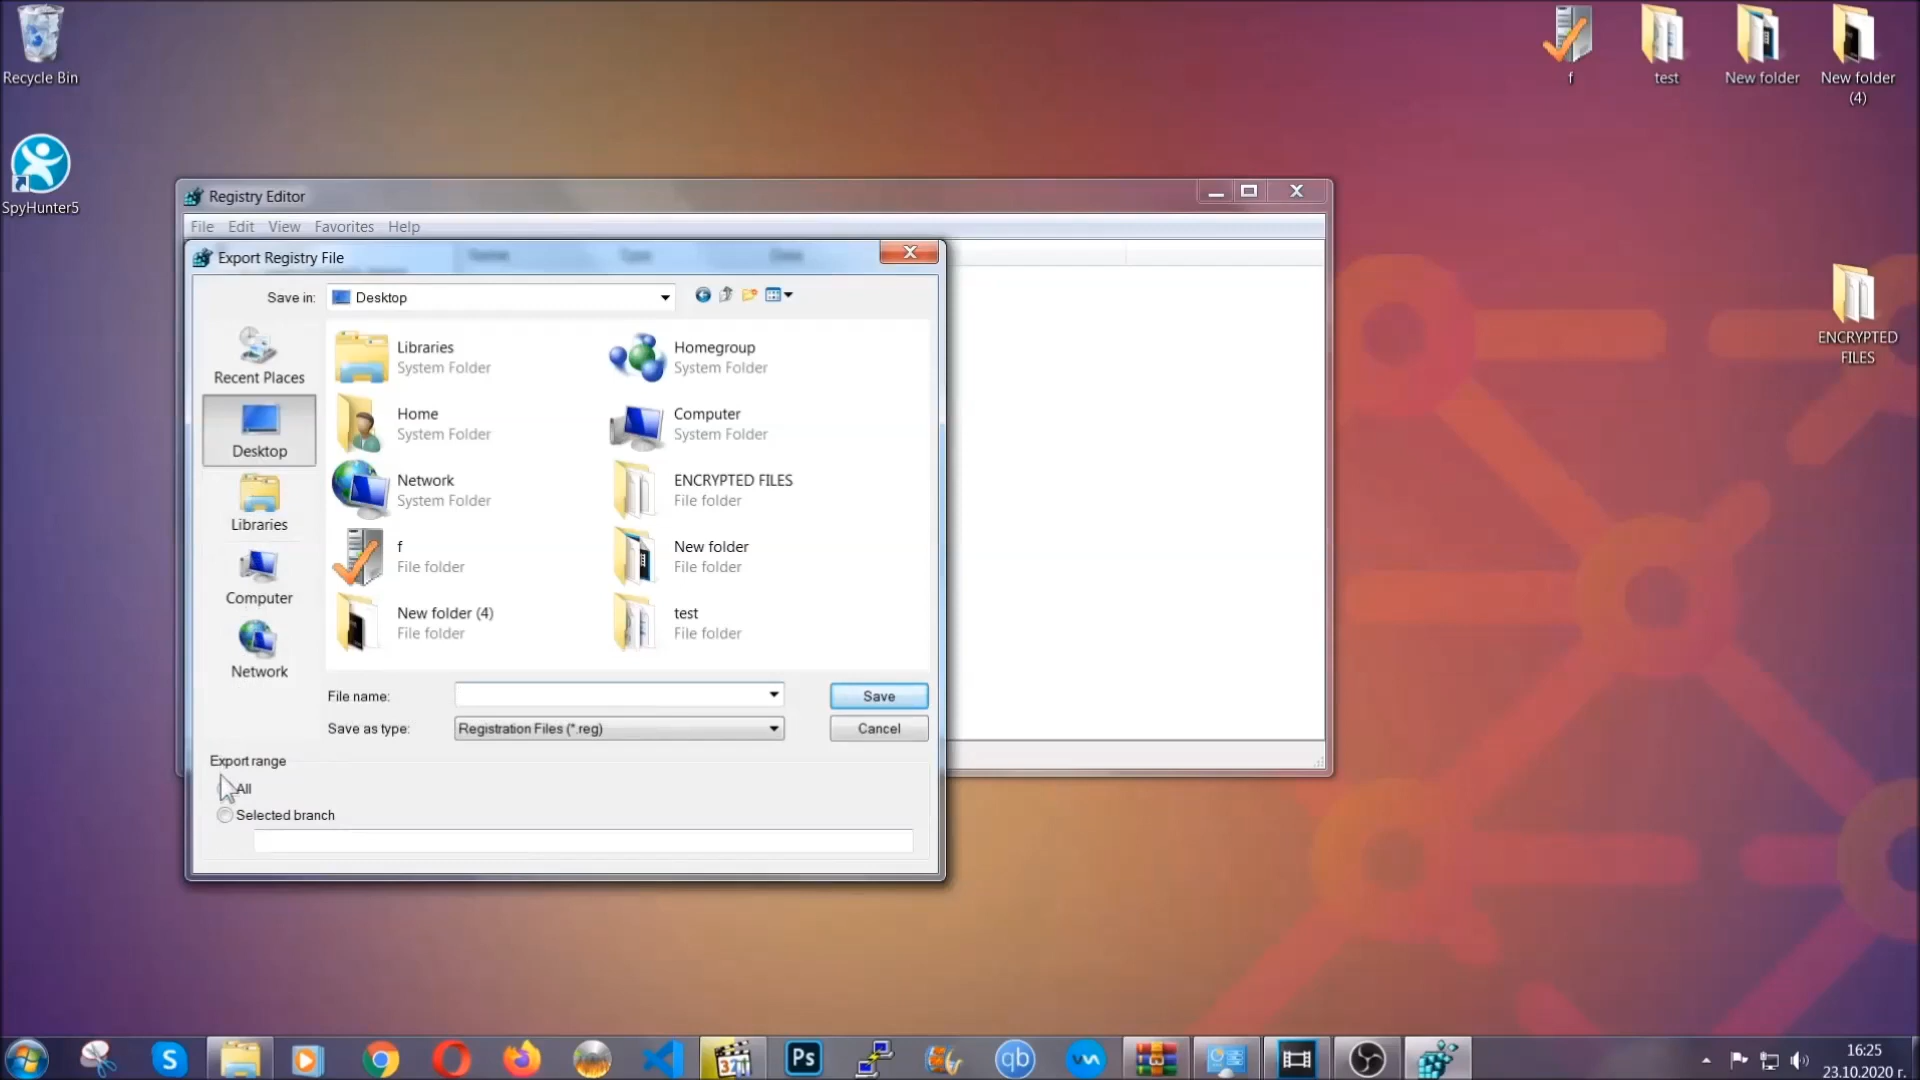 Recycle Bin
SpyHunter5
f
test
New folder
New folder
(4)
ENCRYPTED
FILES
Registry Editor
File Edit View Favorites Help
Export Registry File
Save in: Desktop
Recent Places
Desktop
Libraries
Computer
Network
Libraries
System Folder
Homegroup
System Folder
Home
System Folder
Computer
System Folder
Network
System Folder
ENCRYPTED FILES
File folder
f
File folder
New folder
File folder
New folder (4)
File folder
test
File folder
File name:
Save
Save as type: Registration Files (*.reg)
Cancel
Export range
All
Selected branch
S
321
Ps
qb
16:25
23.10.2020 г.